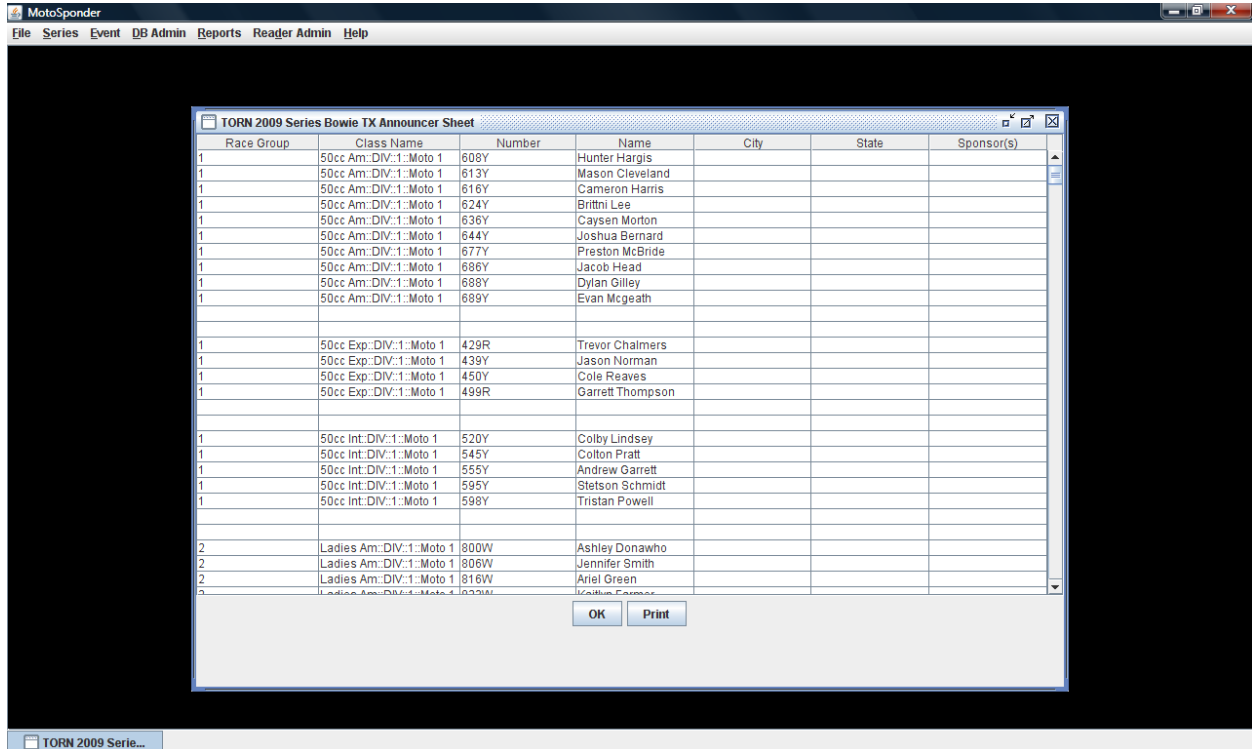 MotoSponder
File Series Event DB Admin Reports Reader Admin Help
TORN 2009 Series Bowie TX Announcer Sheet
Race Group Class Name Number Name City State Sponsor(s)
1 50cc Am::DIV::1::Moto 1 608Y Hunter Hargis
1 50cc Am::DIV::1::Moto 1 613Y Mason Cleveland
1 50cc Am::DIV::1::Moto 1 616Y Cameron Harris
1 50cc Am::DIV::1::Moto 1 624Y Brittni Lee
1 50cc Am::DIV::1::Moto 1 636Y Caysen Morton
1 50cc Am::DIV::1::Moto 1 644Y Joshua Bernard
1 50cc Am::DIV::1::Moto 1 677Y Preston McBride
1 50cc Am::DIV::1::Moto 1 686Y Jacob Head
1 50cc Am::DIV::1::Moto 1 688Y Dylan Gilley
1 50cc Am::DIV::1::Moto 1 689Y Evan Mcgeath
1 50cc Exp::DIV::1::Moto 1 429R Trevor Chalmers
1 50cc Exp::DIV::1::Moto 1 439Y Jason Norman
1 50cc Exp::DIV::1::Moto 1 450Y Cole Reaves
1 50cc Exp::DIV::1::Moto 1 499R Garrett Thompson
1 50cc Int::DIV::1::Moto 1 520Y Colby Lindsey
1 50cc Int::DIV::1::Moto 1 545Y Colton Pratt
1 50cc Int::DIV::1::Moto 1 555Y Andrew Garrett
1 50cc Int::DIV::1::Moto 1 595Y Stetson Schmidt
1 50cc Int::DIV::1::Moto 1 598Y Tristan Powell
2 Ladies Am::DIV::1::Moto 1 800W Ashley Donawho
2 Ladies Am::DIV::1::Moto 1 806W Jennifer Smith
2 Ladies Am::DIV::1::Moto 1 816W Ariel Green
2 Ladies Am::DIV::1::Moto 1
OK Print
TORN 2009 Serie...